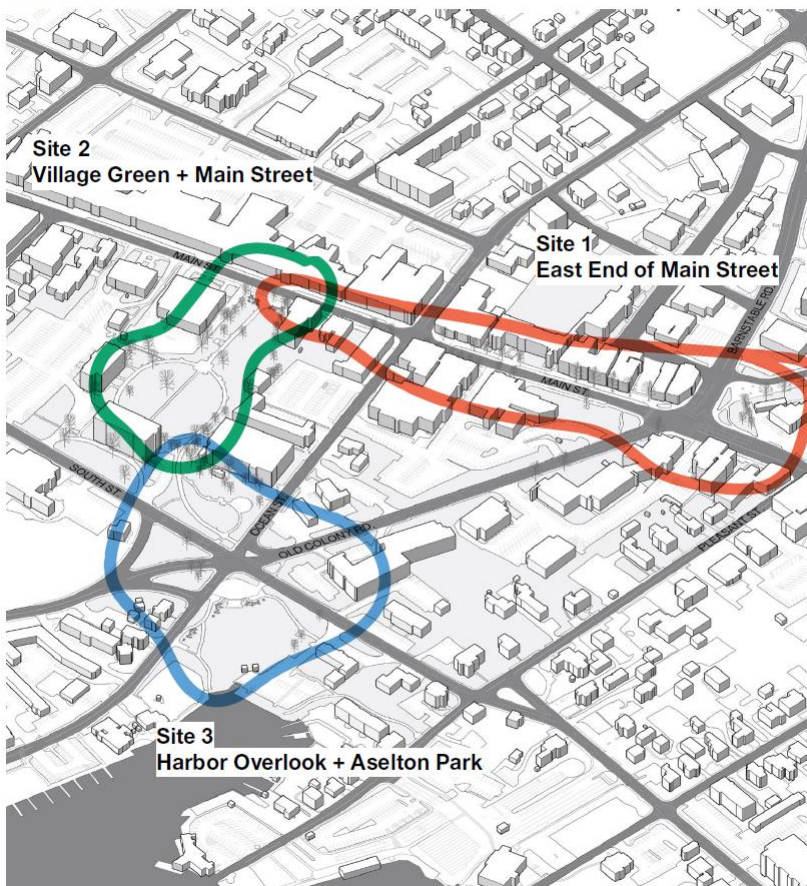 Site 2
Village Green + Main Street
Site 1
East End of Main Street
MAIN ST.
BARNSTABLE RD.
MAIN ST.
SOUTH ST.
OCEAN ST.
OLD COLONY RD.
PLEASANT ST.
Site 3
Harbor Overlook + Aselton Park